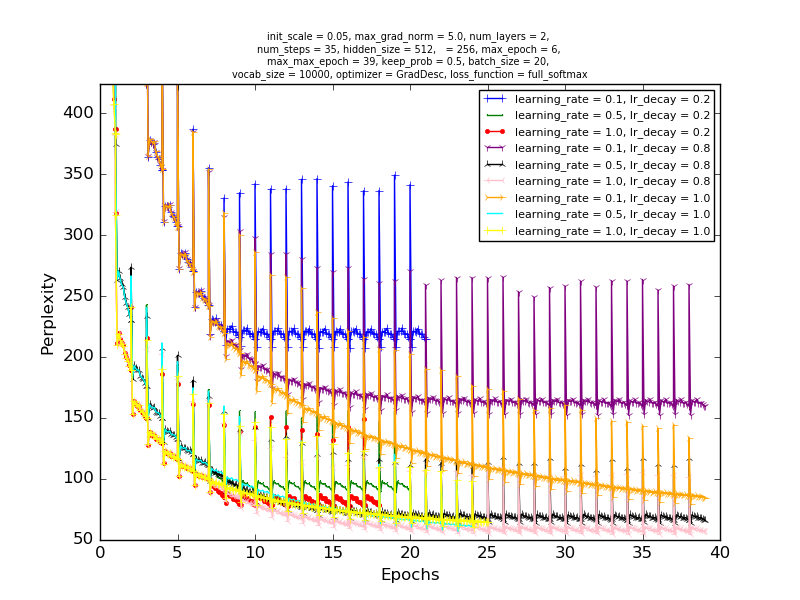 init_scale = 0.05, max_grad_norm = 5.0, num_layers = 2,
num_steps = 35, hidden_size = 512,   = 256, max_epoch = 6,
max_max_epoch = 39, keep_prob = 0.5, batch_size = 20,
vocab_size = 10000, optimizer = GradDesc, loss_function = full_softmax
learning_rate = 0.1, lr_decay = 0.2
learning_rate = 0.5, lr_decay = 0.2
learning_rate = 1.0, lr_decay = 0.2
learning_rate = 0.1, lr_decay = 0.8
learning_rate = 0.5, lr_decay = 0.8
learning_rate = 1.0, lr_decay = 0.8
learning_rate = 0.1, lr_decay = 1.0
learning_rate = 0.5, lr_decay = 1.0
learning_rate = 1.0, lr_decay = 1.0
Perplexity
400
350
300
250
200
150
100
50
0 5 10 15 20 25 30 35 40
Epochs